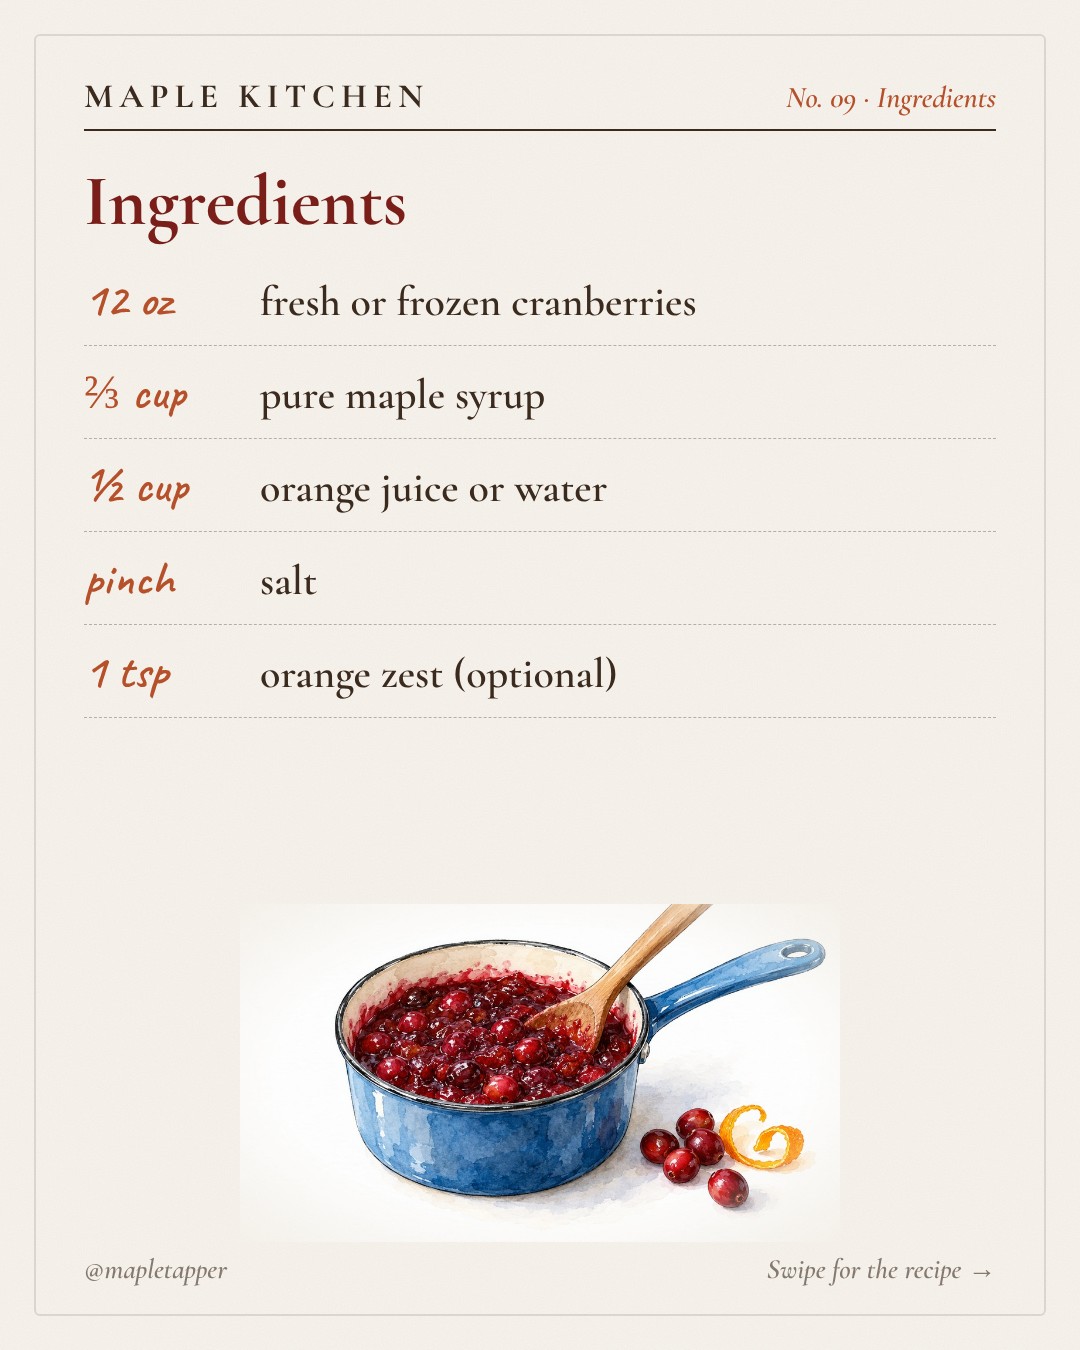 MAPLE KITCHEN
No. 09 · Ingredients
Ingredients
12 oz fresh or frozen cranberries
⅔ cup pure maple syrup
½ cup orange juice or water
pinch salt
1 tsp orange zest (optional)
@mapletapper
Swipe for the recipe →